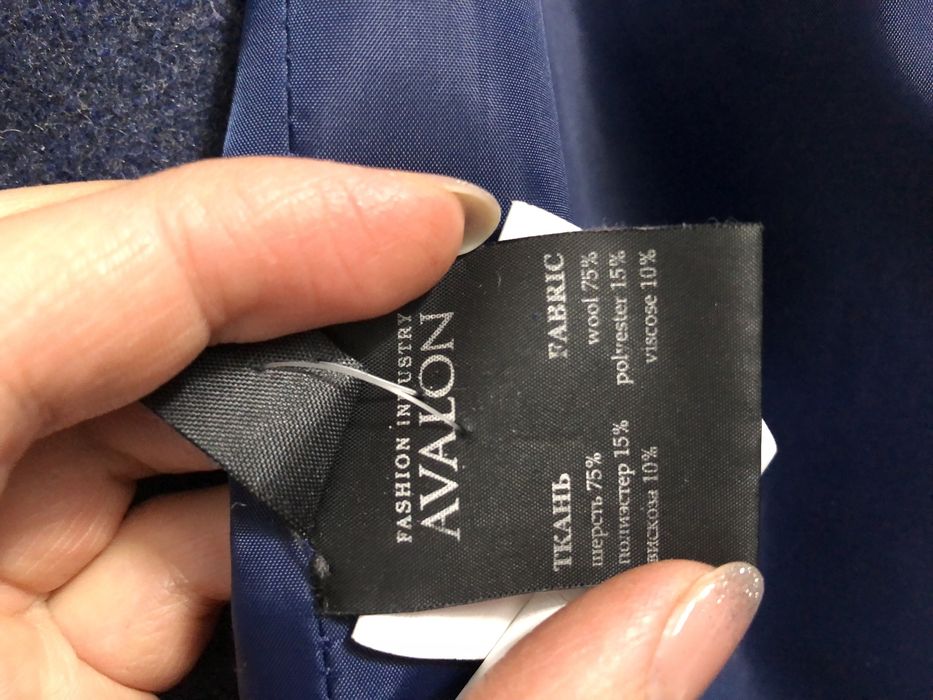 FASHION INDUSTRY
AVALON
ТКАНЬ
шерсть 75%
полиэстер 15%
вискоза 10%
FABRIC
wool 75%
polyester 15%
viscose 10%